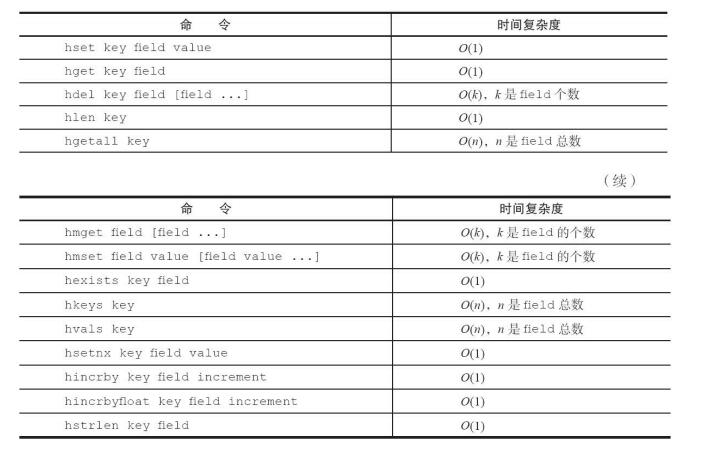 命 令 时间复杂度
hset key field value O(1)
hget key field O(1)
hdel key field [field ...] O(k)，k 是 field 个数
hlen key O(1)
hgetall key O(n)，n 是 field 总数
（续）
命 令 时间复杂度
hmget field [field ...] O(k)，k 是 field 的个数
hmset field value [field value ...] O(k)，k 是 field 的个数
hexists key field O(1)
hkeys key O(n)，n 是 field 总数
hvals key O(n)，n 是 field 总数
hsetnx key field value O(1)
hincrby key field increment O(1)
hincrbyfloat key field increment O(1)
hstrlen key field O(1)